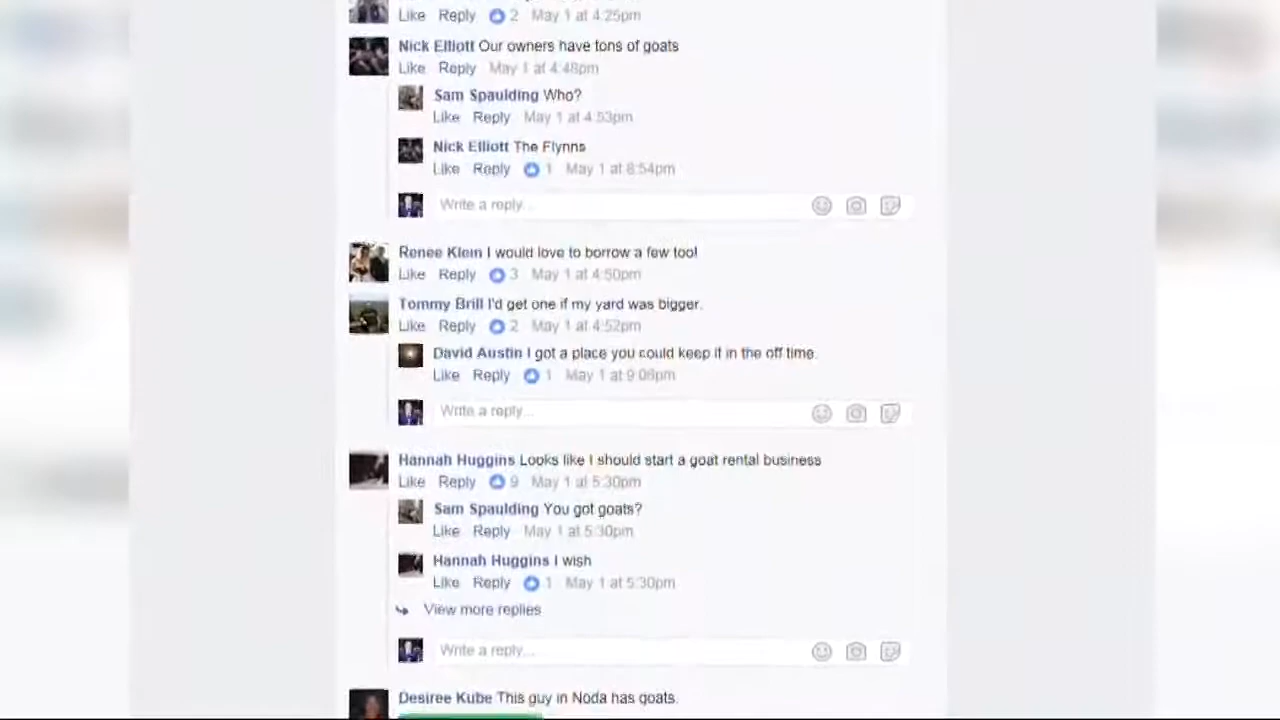 Like Reply 2 May 1 at 4:25pm
Nick Elliott Our owners have tons of goats
Like Reply May 1 at 4:48pm
Sam Spaulding Who?
Like Reply May 1 at 4:53pm
Nick Elliott The Flynns
Like Reply 1 May 1 at 8:54pm
Write a reply...
Renee Klein I would love to borrow a few too!
Like Reply 3 May 1 at 4:50pm
Tommy Brill I'd get one if my yard was bigger.
Like Reply 2 May 1 at 4:52pm
David Austin I got a place you could keep it in the off time.
Like Reply 1 May 1 at 9:06pm
Write a reply...
Hannah Huggins Looks like I should start a goat rental business
Like Reply 9 May 1 at 5:30pm
Sam Spaulding You got goats?
Like Reply May 1 at 5:30pm
Hannah Huggins I wish
Like Reply 1 May 1 at 5:30pm
View more replies
Write a reply...
Desiree Kube This guy in Noda has goats.